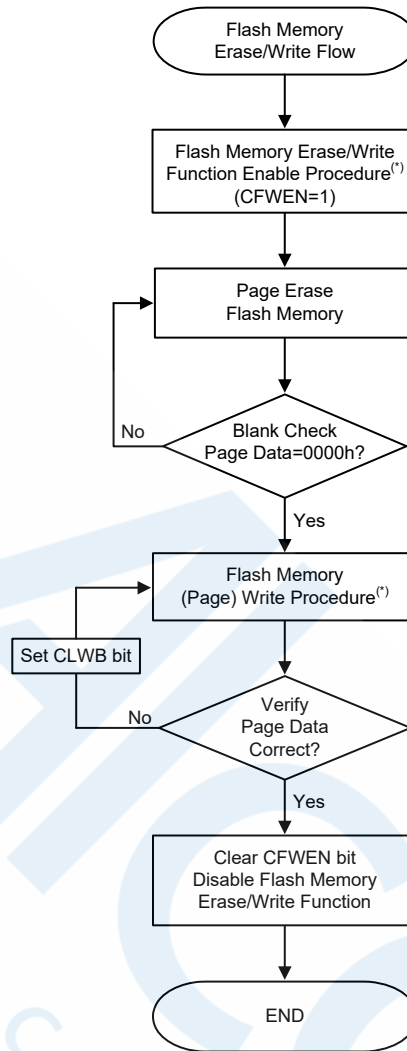 Flash Memory
Erase/Write Flow
Flash Memory Erase/Write
Function Enable Procedure(*)
(CFWEN=1)
Page Erase
Flash Memory
Blank Check
Page Data=0000h?
No
Yes
Flash Memory
(Page) Write Procedure(*)
Set CLWB bit
Verify
Page Data
Correct?
No
Yes
Clear CFWEN bit
Disable Flash Memory
Erase/Write Function
END